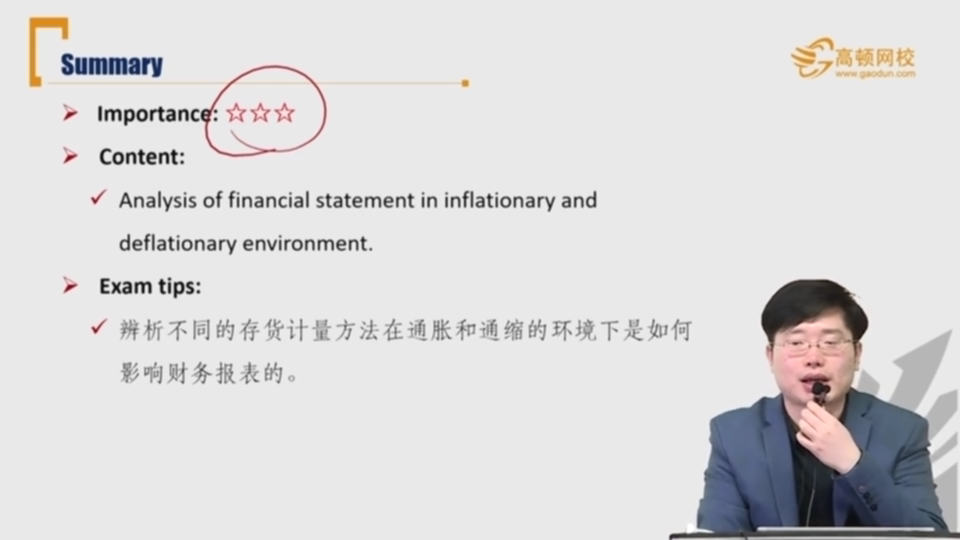 Summary
高顿网校
www.gaodun.com
Importance: ☆☆☆
Content:
Analysis of financial statement in inflationary and
deflationary environment.
Exam tips:
辨析不同的存货计量方法在通胀和通缩的环境下是如何
影响财务报表的。